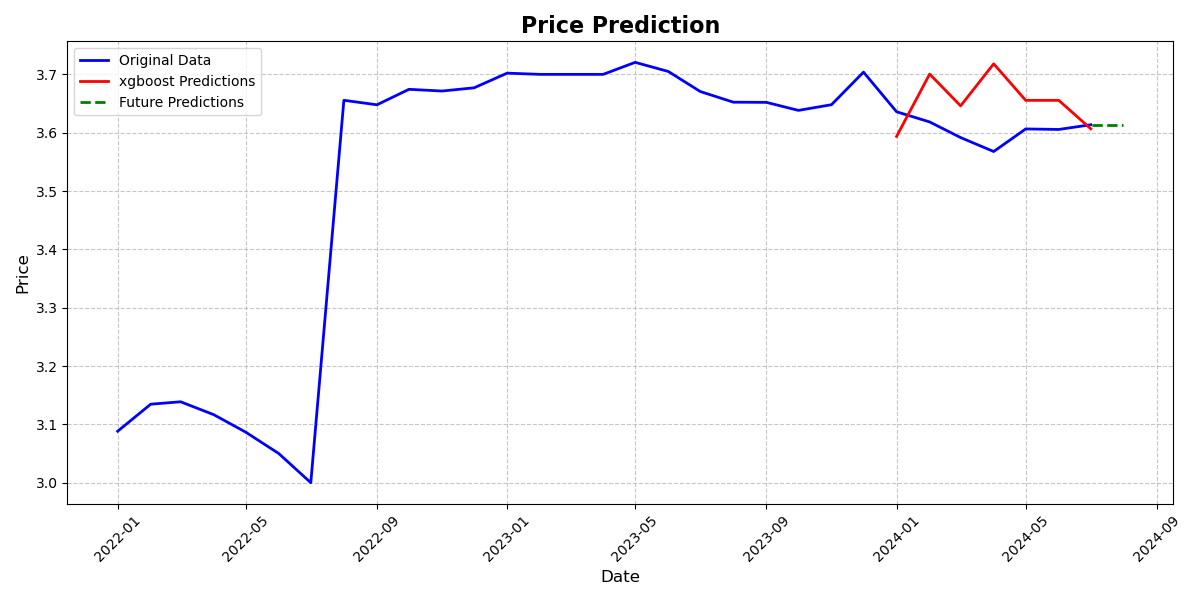 Price Prediction
Original Data
xgboost Predictions
Future Predictions
Price
3.7
3.6
3.5
3.4
3.3
3.2
3.1
3.0
2022-01
2022-05
2022-09
2023-01
2023-05
2023-09
2024-01
2024-05
2024-09
Date